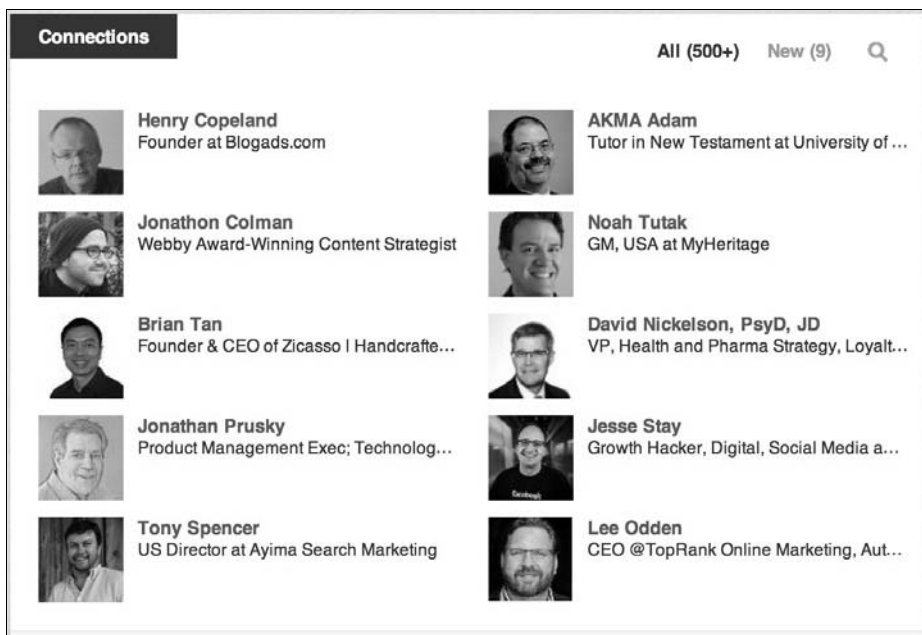 Connections
All (500+) New (9)
Henry Copeland
Founder at Blogads.com
AKMA Adam
Tutor in New Testament at University of ...
Jonathon Colman
Webby Award-Winning Content Strategist
Noah Tutak
GM, USA at MyHeritage
Brian Tan
Founder & CEO of Zicasso | Handcrafte...
David Nickelson, PsyD, JD
VP, Health and Pharma Strategy, Loyalt...
Jonathan Prusky
Product Management Exec; Technolog...
Jesse Stay
Growth Hacker, Digital, Social Media a...
facebook
Tony Spencer
US Director at Ayima Search Marketing
Lee Odden
CEO @TopRank Online Marketing, Aut...